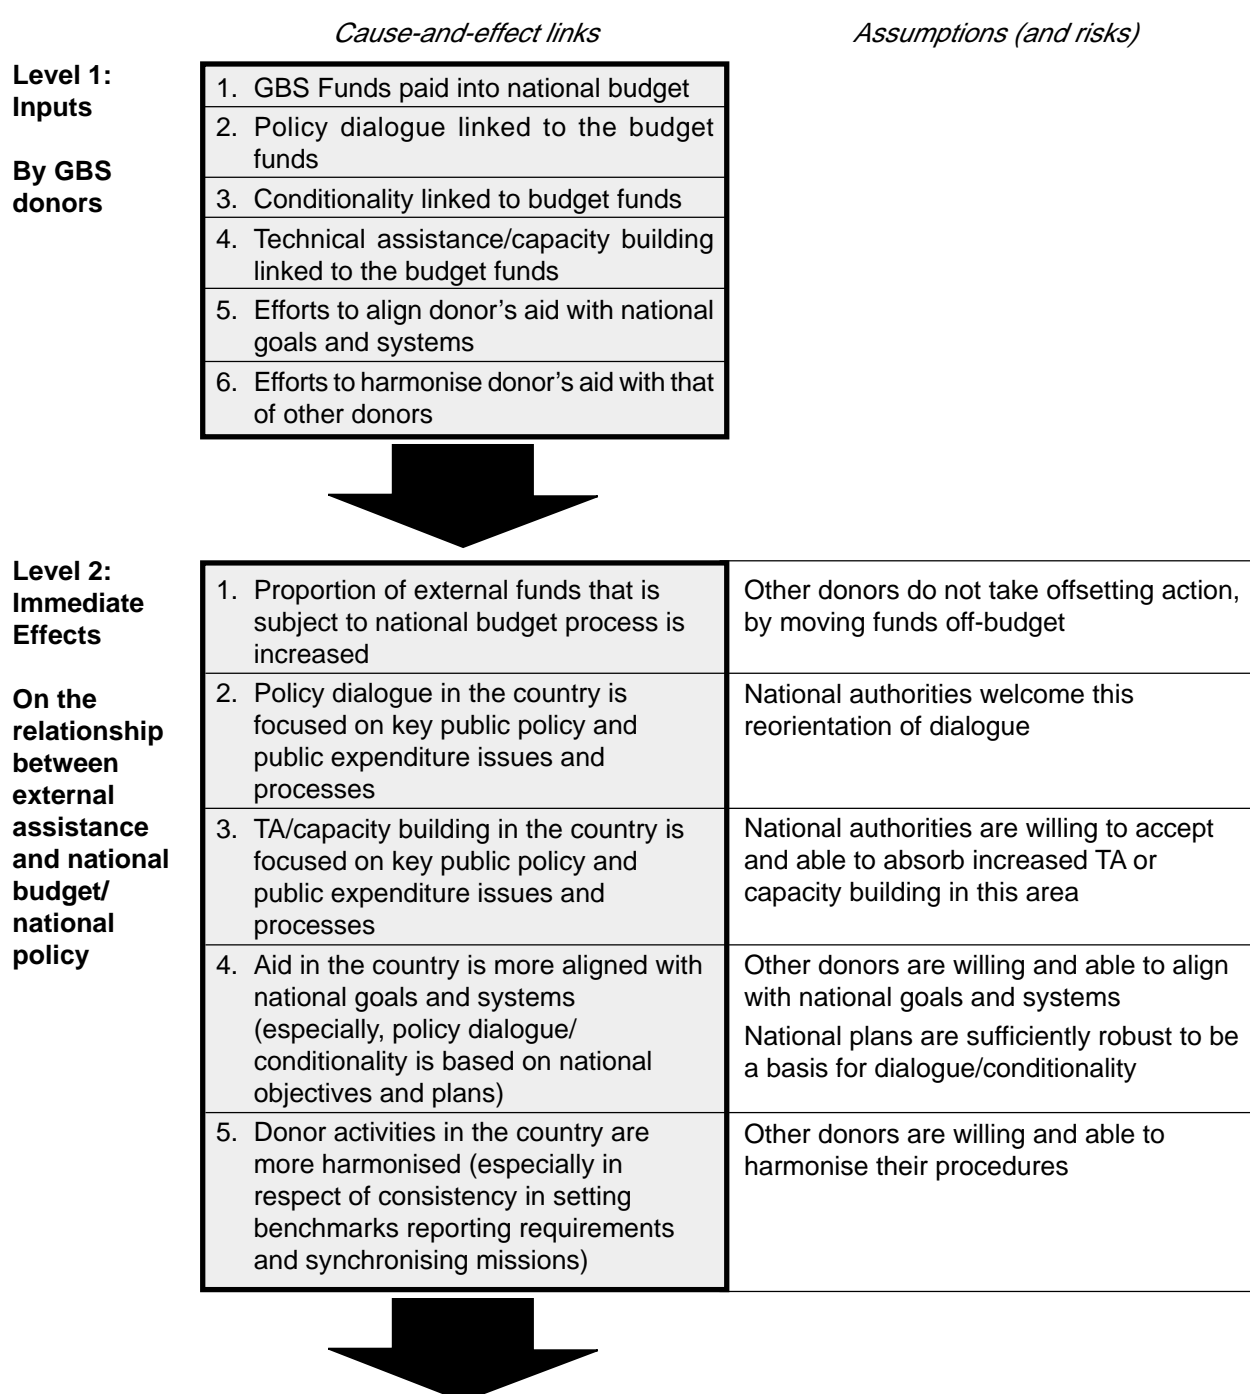 Cause-and-effect links
Assumptions (and risks)
Level 1:
Inputs
By GBS
donors
1. GBS Funds paid into national budget
2. Policy dialogue linked to the budget
funds
3. Conditionality linked to budget funds
4. Technical assistance/capacity building
linked to the budget funds
5. Efforts to align donor’s aid with national
goals and systems
6. Efforts to harmonise donor’s aid with that
of other donors
Level 2:
Immediate
Effects
On the
relationship
between
external
assistance
and national
budget/
national
policy
1. Proportion of external funds that is
subject to national budget process is
increased
Other donors do not take offsetting action,
by moving funds off-budget
2. Policy dialogue in the country is
focused on key public policy and
public expenditure issues and
processes
National authorities welcome this
reorientation of dialogue
3. TA/capacity building in the country is
focused on key public policy and
public expenditure issues and
processes
National authorities are willing to accept
and able to absorb increased TA or
capacity building in this area
4. Aid in the country is more aligned with
national goals and systems
(especially, policy dialogue/
conditionality is based on national
objectives and plans)
Other donors are willing and able to align
with national goals and systems
National plans are sufficiently robust to be
a basis for dialogue/conditionality
5. Donor activities in the country are
more harmonised (especially in
respect of consistency in setting
benchmarks reporting requirements
and synchronising missions)
Other donors are willing and able to
harmonise their procedures